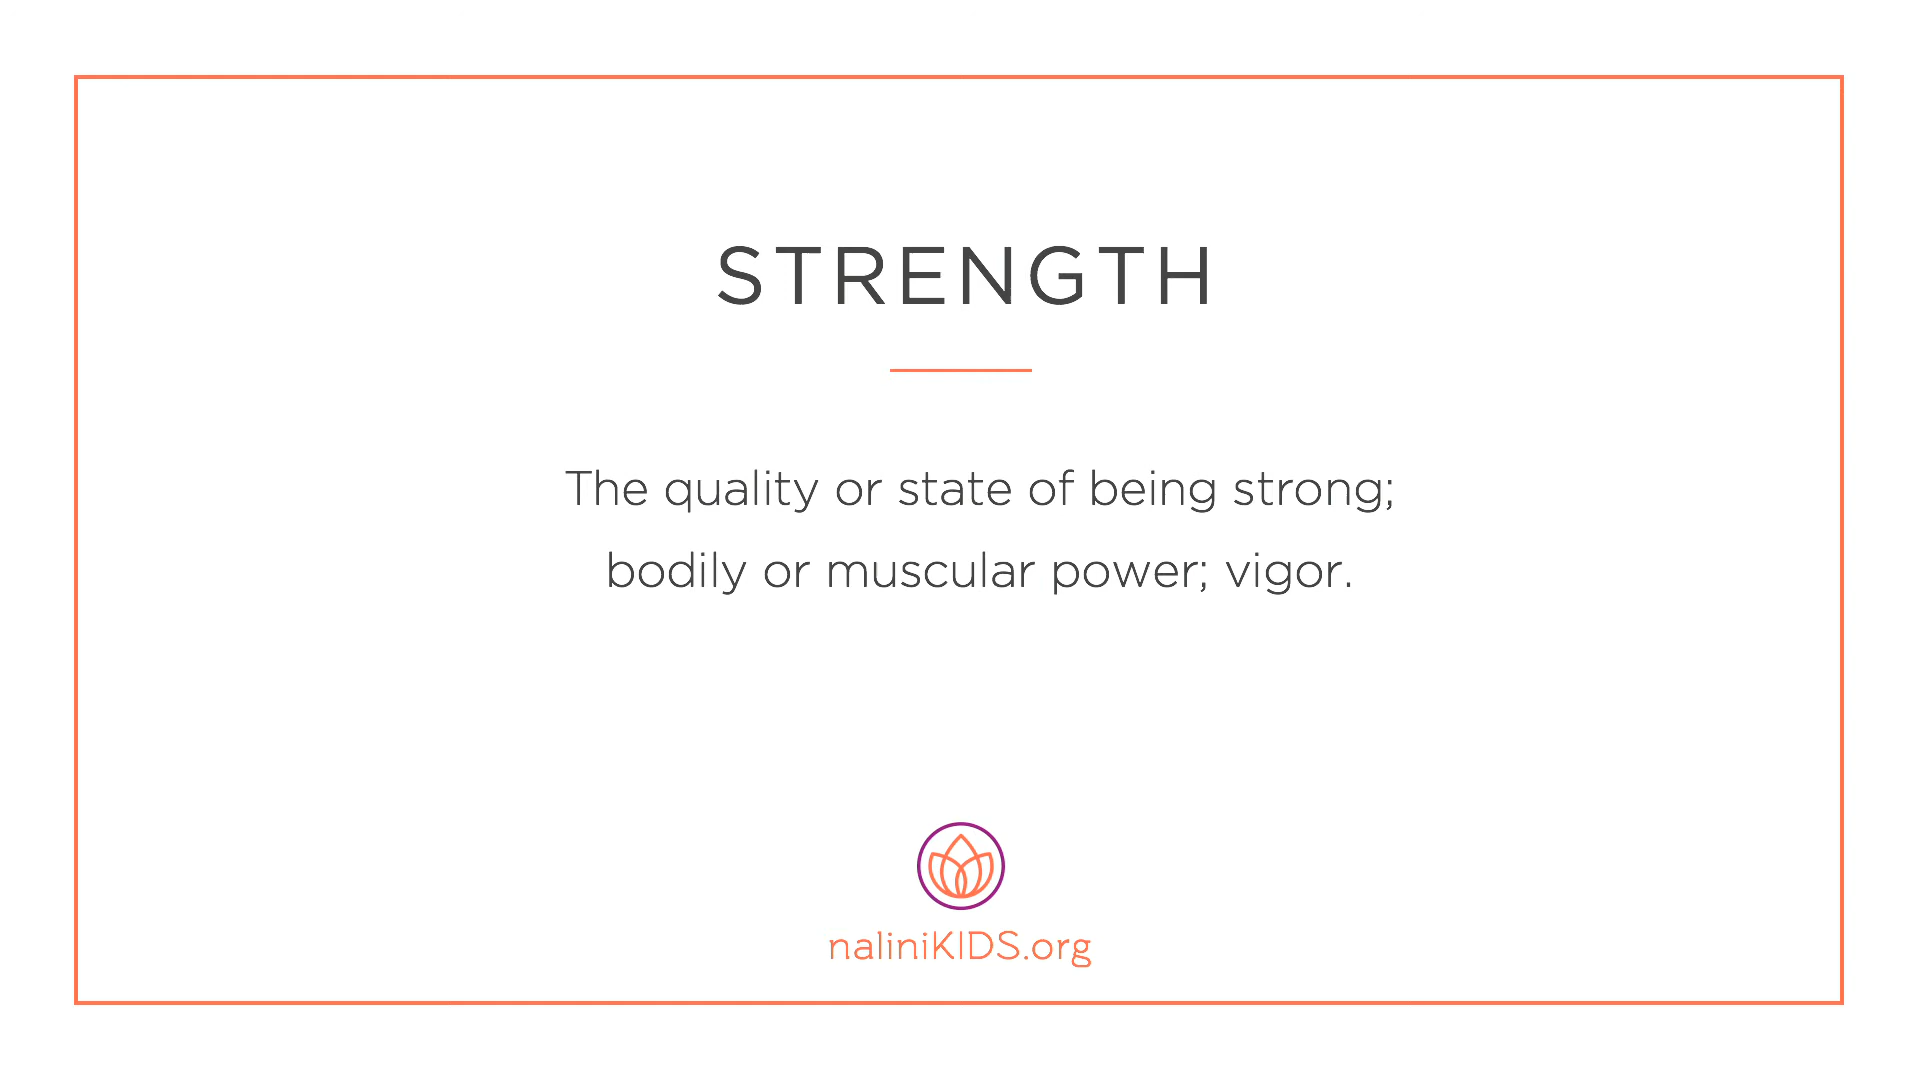 STRENGTH
The quality or state of being strong;
bodily or muscular power; vigor.
naliniKIDS.org